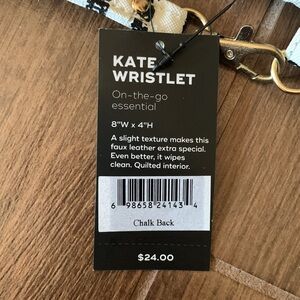 KATE
WRISTLET
On-the-go
essential
8"W x 4"H
A slight texture makes this
faux leather extra special.
Even better, it wipes
clean. Quilted interior.
6 98658 24143 4
Chalk Back
$24.00